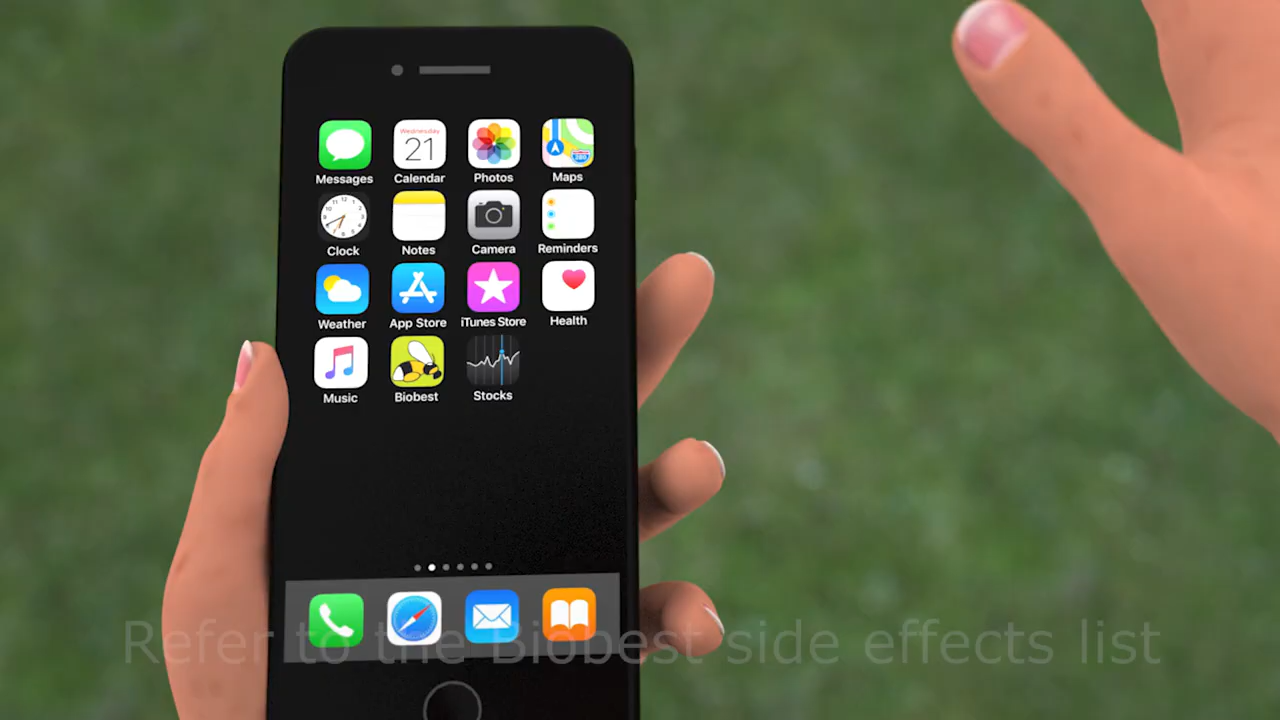 Wednesday
21
Messages
Calendar
Photos
Maps
280
Clock
Notes
Camera
Reminders
Weather
App Store
iTunes Store
Health
Music
Biobest
Stocks
Refer to the Biobest side effects list